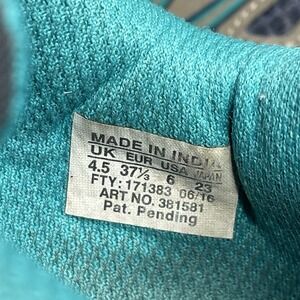 MADE IN INDIA
UK EUR USA JAPAN
4.5 37⅓ 6 23
FTY: 171383 06/16
ART NO. 381581
Pat. Pending